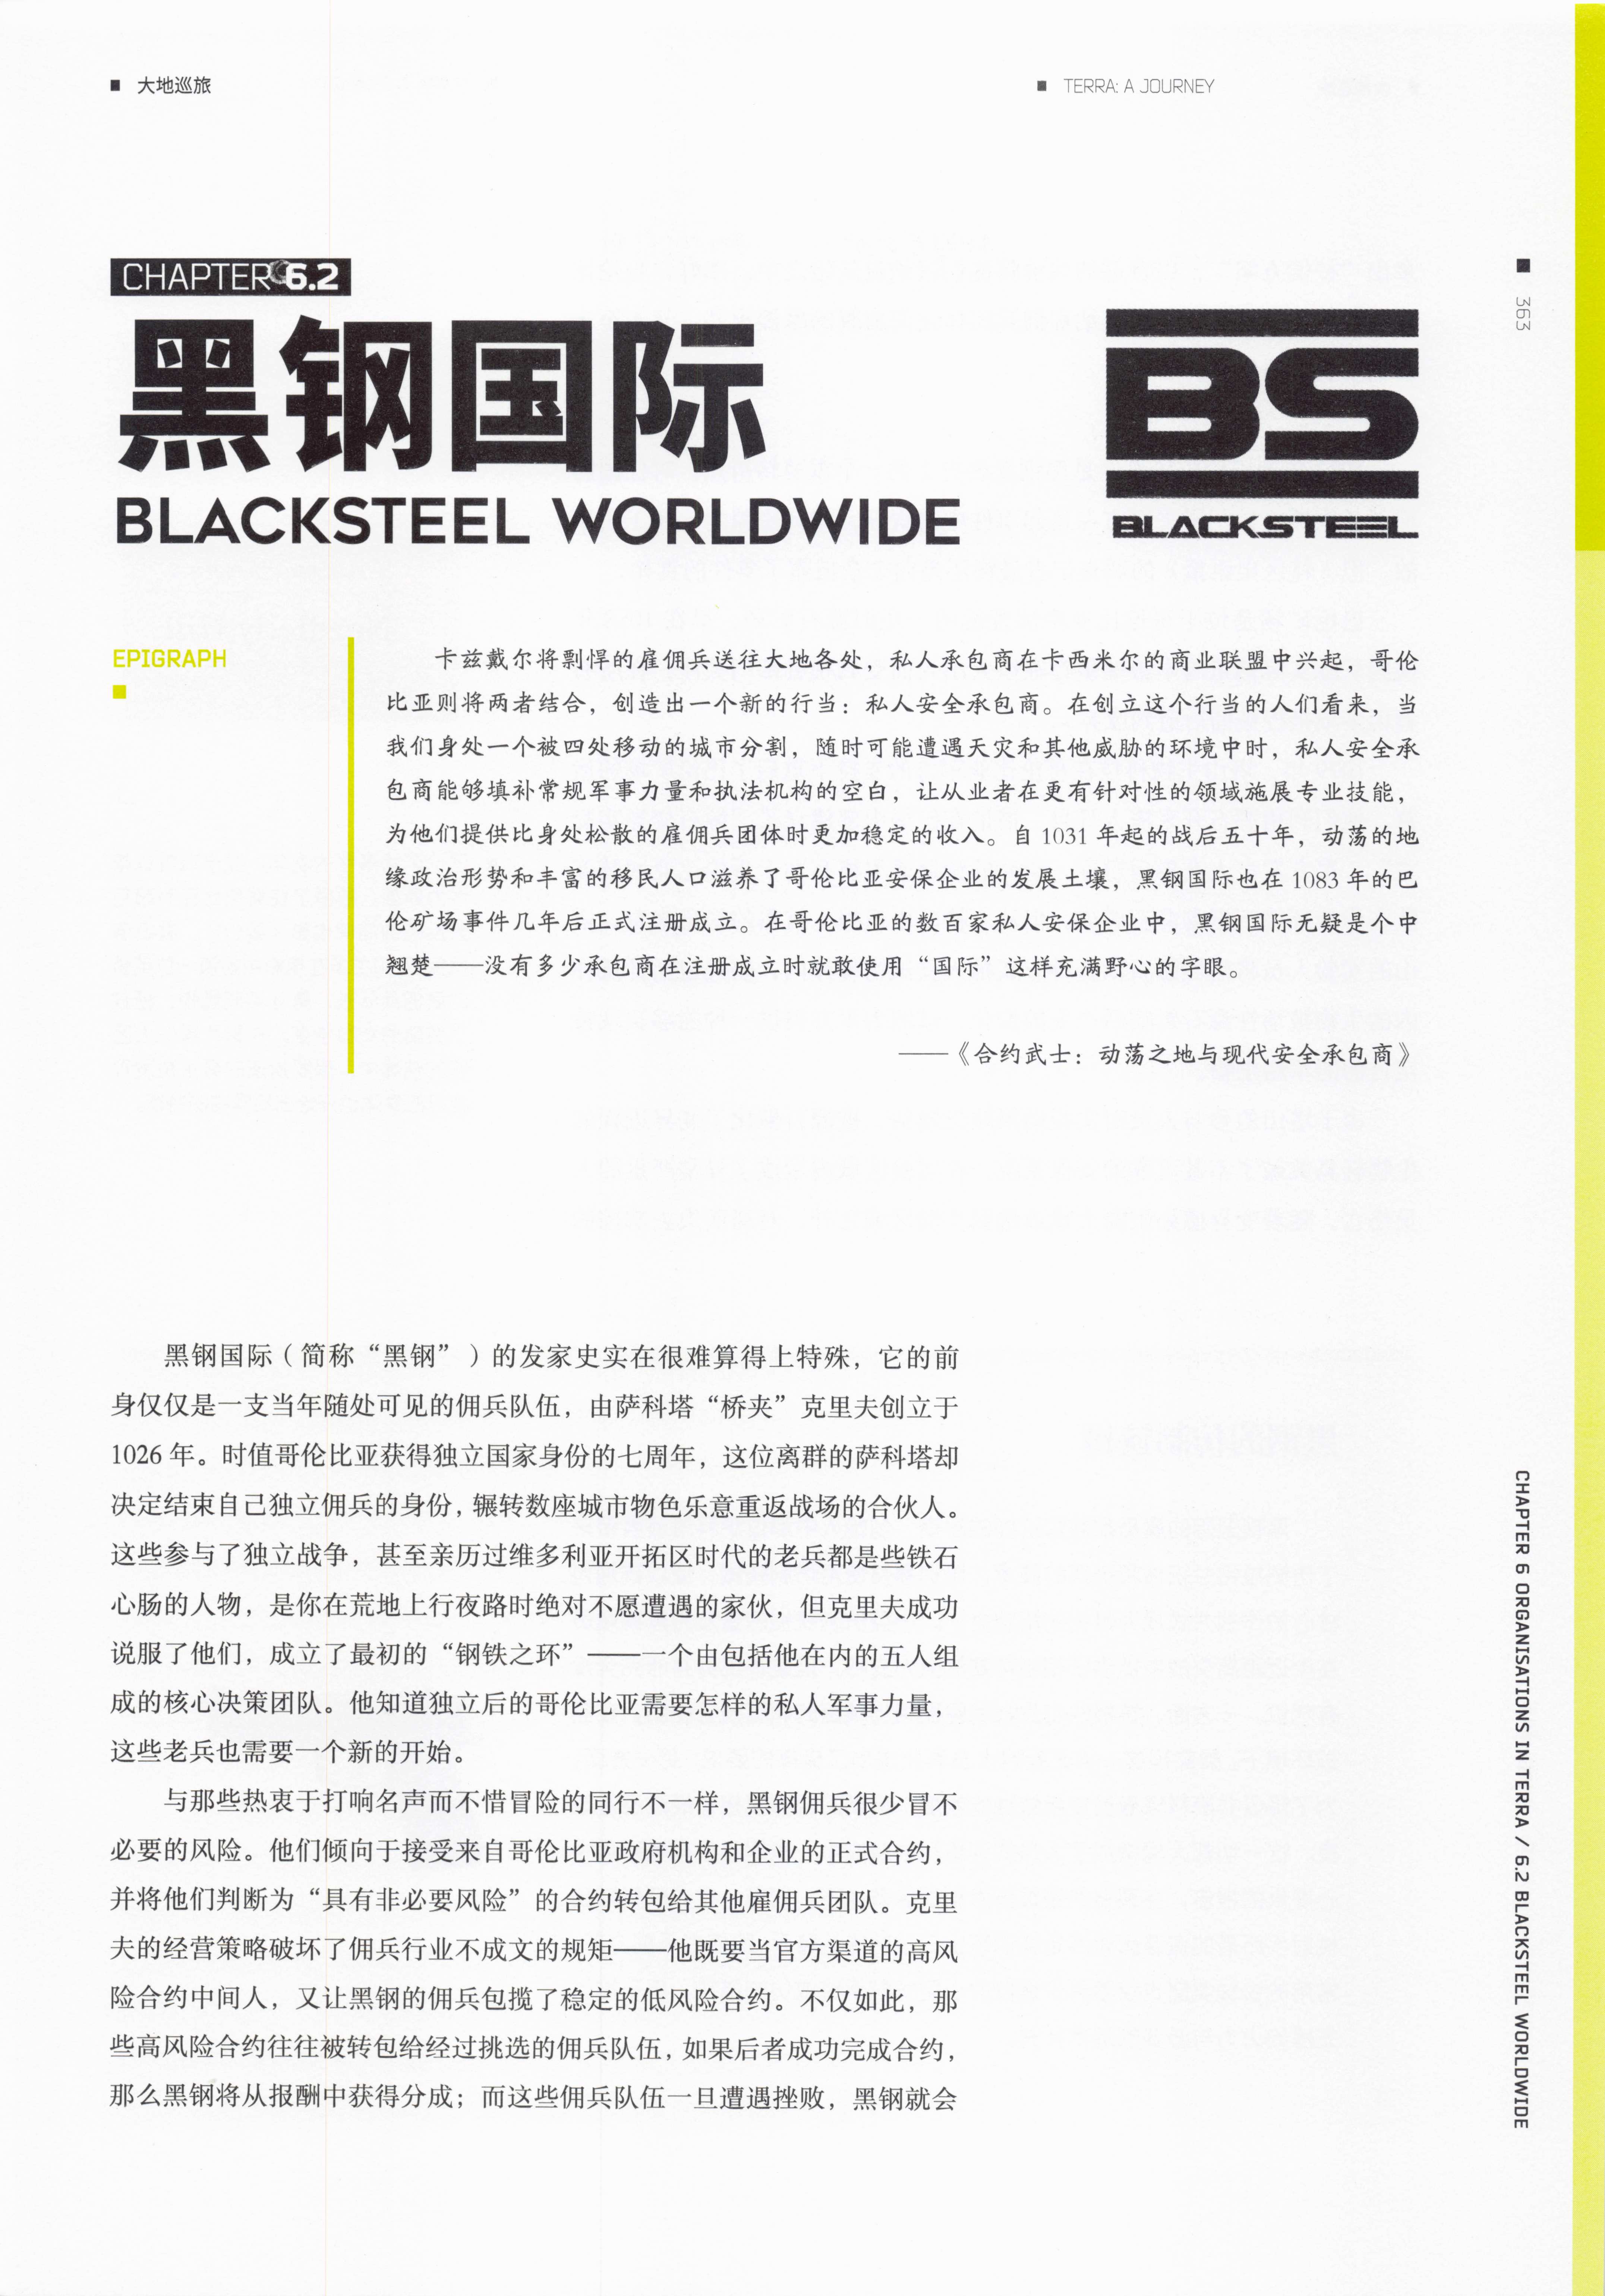 大地巡旅
TERRA: A JOURNEY
363
CHAPTER 6.2
黑钢国际
BLACKSTEEL WORLDWIDE
BS
BLACKSTEEL
EPIGRAPH
卡兹戴尔将剽悍的雇佣兵送往大地各处，私人承包商在卡西米尔的商业联盟中兴起，哥伦
比亚则将两者结合，创造出一个新的行当：私人安全承包商。在创立这个行当的人们看来，当
我们身处一个被四处移动的城市分割，随时可能遭遇天灾和其他威胁的环境中时，私人安全承
包商能够填补常规军事力量和执法机构的空白，让从业者在更有针对性的领域施展专业技能，
为他们提供比身处松散的雇佣兵团体时更加稳定的收入。自 1031 年起的战后五十年，动荡的地
缘政治形势和丰富的移民人口滋养了哥伦比亚安保企业的发展土壤，黑钢国际也在 1083 年的巴
伦矿场事件几年后正式注册成立。在哥伦比亚的数百家私人安保企业中，黑钢国际无疑是个中
翘楚——没有多少承包商在注册成立时就敢使用“国际”这样充满野心的字眼。
——《合约武士：动荡之地与现代安全承包商》
黑钢国际（简称“黑钢”）的发家史实在很难算得上特殊，它的前
身仅仅是一支当年随处可见的佣兵队伍，由萨科塔“桥夹”克里夫创立于
1026 年。时值哥伦比亚获得独立国家身份的七周年，这位离群的萨科塔却
决定结束自己独立佣兵的身份，辗转数座城市物色乐意重返战场的合伙人。
这些参与了独立战争，甚至亲历过维多利亚开拓区时代的老兵都是些铁石
心肠的人物，是你在荒地上行夜路时绝对不愿遭遇的家伙，但克里夫成功
说服了他们，成立了最初的“钢铁之环”——一个由包括他在内的五人组
成的核心决策团队。他知道独立后的哥伦比亚需要怎样的私人军事力量，
这些老兵也需要一个新的开始。
与那些热衷于打响名声而不惜冒险的同行不一样，黑钢佣兵很少冒不
必要的风险。他们倾向于接受来自哥伦比亚政府机构和企业的正式合约，
并将他们判断为“具有非必要风险”的合约转包给其他雇佣兵团队。克里
夫的经营策略破坏了佣兵行业不成文的规矩——他既要当官方渠道的高风
险合约中间人，又让黑钢的佣兵包揽了稳定的低风险合约。不仅如此，那
些高风险合约往往被转包给经过挑选的佣兵队伍，如果后者成功完成合约，
那么黑钢将从报酬中获得分成；而这些佣兵队伍一旦遭遇挫败，黑钢就会
CHAPTER 6 ORGANISATIONS IN TERRA / 6.2 BLACKSTEEL WORLDWIDE